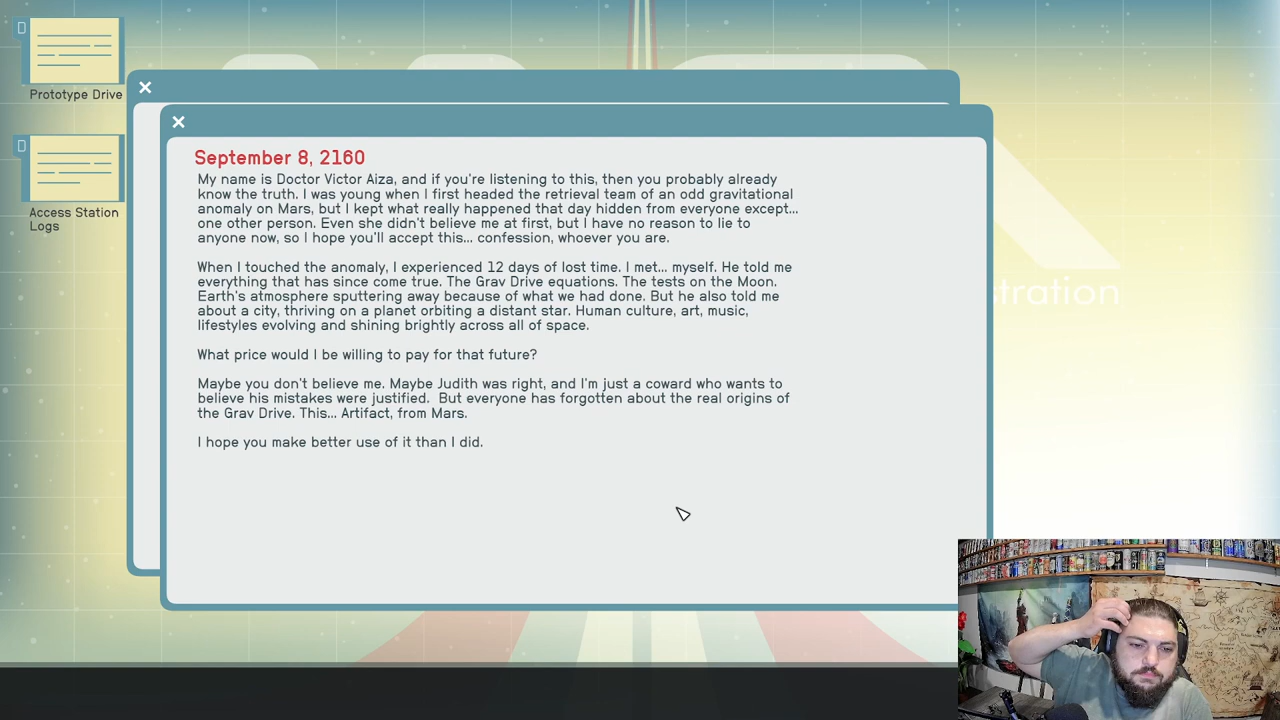 Prototype Drive
Access Station
Logs
September 8, 2160
My name is Doctor Victor Aiza, and if you're listening to this, then you probably already
know the truth. I was young when I first headed the retrieval team of an odd gravitational
anomaly on Mars, but I kept what really happened that day hidden from everyone except...
one other person. Even she didn't believe me at first, but I have no reason to lie to
anyone now, so I hope you'll accept this... confession, whoever you are.
When I touched the anomaly, I experienced 12 days of lost time. I met... myself. He told me
everything that has since come true. The Grav Drive equations. The tests on the Moon.
Earth's atmosphere sputtering away because of what we had done. But he also told me
about a city, thriving on a planet orbiting a distant star. Human culture, art, music,
lifestyles evolving and shining brightly across all of space.
What price would I be willing to pay for that future?
Maybe you don't believe me. Maybe Judith was right, and I'm just a coward who wants to
believe his mistakes were justified.  But everyone has forgotten about the real origins of
the Grav Drive. This... Artifact, from Mars.
I hope you make better use of it than I did.
stration